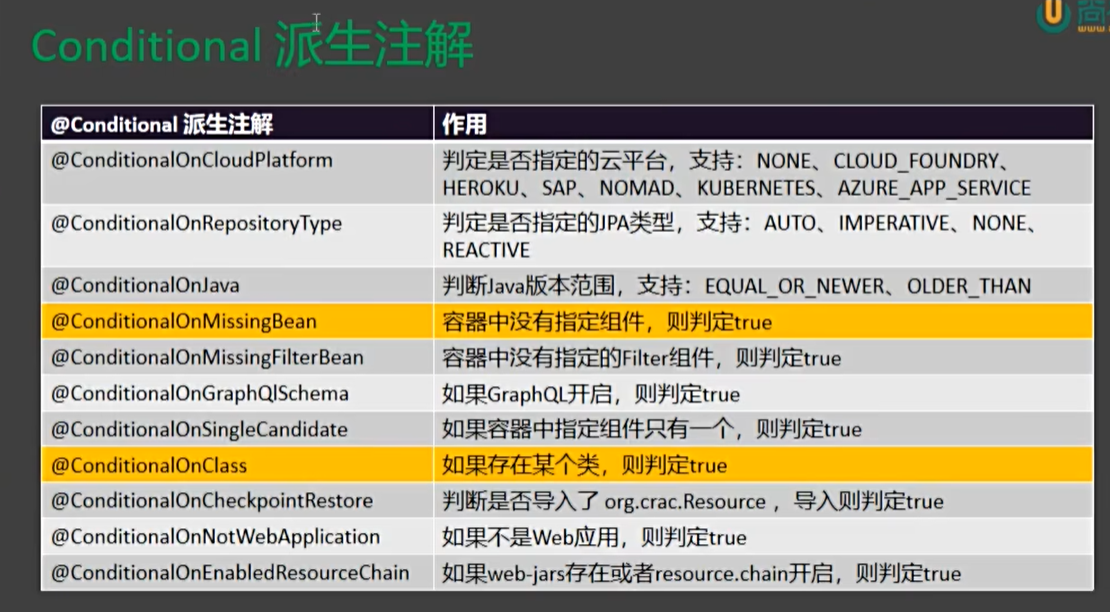 Conditional 派生注解
@Conditional 派生注解 作用
@ConditionalOnCloudPlatform 判定是否指定的云平台，支持：NONE、CLOUD_FOUNDRY、
HEROKU、SAP、NOMAD、KUBERNETES、AZURE_APP_SERVICE
@ConditionalOnRepositoryType 判定是否指定的JPA类型，支持：AUTO、IMPERATIVE、NONE、
REACTIVE
@ConditionalOnJava 判断Java版本范围，支持：EQUAL_OR_NEWER、OLDER_THAN
@ConditionalOnMissingBean 容器中没有指定组件，则判定true
@ConditionalOnMissingFilterBean 容器中没有指定的Filter组件，则判定true
@ConditionalOnGraphQlSchema 如果GraphQL开启，则判定true
@ConditionalOnSingleCandidate 如果容器中指定组件只有一个，则判定true
@ConditionalOnClass 如果存在某个类，则判定true
@ConditionalOnCheckpointRestore 判断是否导入了 org.crac.Resource ，导入则判定true
@ConditionalOnNotWebApplication 如果不是Web应用，则判定true
@ConditionalOnEnabledResourceChain 如果web-jars存在或者resource.chain开启，则判定true